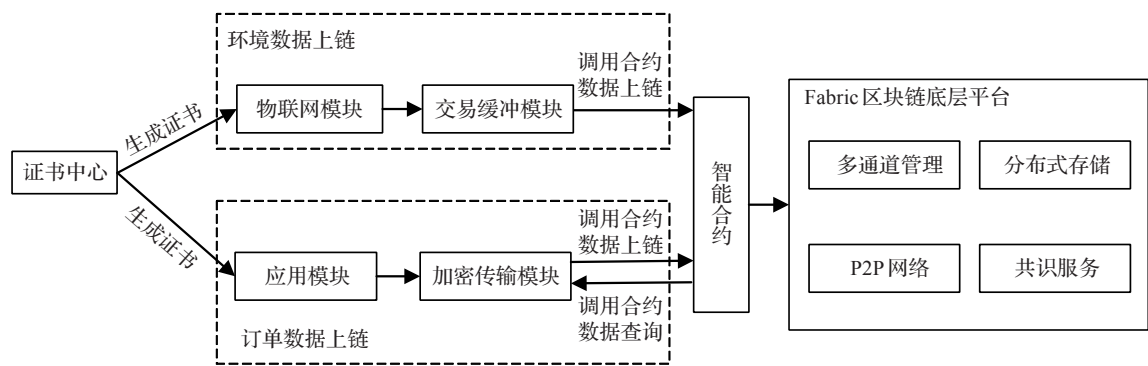 环境数据上链
调用合约
数据上链
物联网模块
交易缓冲模块
生成证书
证书中心
生成证书
智能合约
Fabric区块链底层平台
多通道管理
分布式存储
P2P网络
共识服务
调用合约
数据上链
应用模块
加密传输模块
调用合约
数据查询
订单数据上链